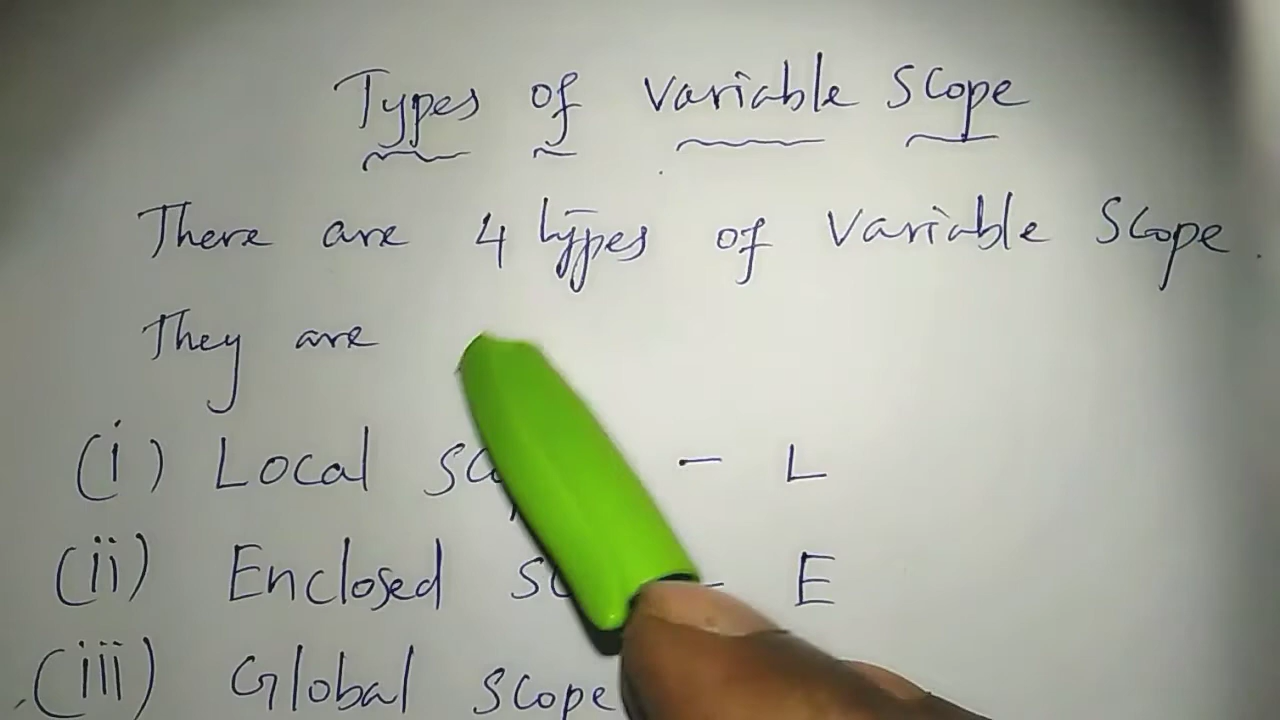 Types of Variable Scope
There are 4 types of Variable Scope.
They are
(i) Local - L
(ii) Enclosed - E
(iii) Global Scope